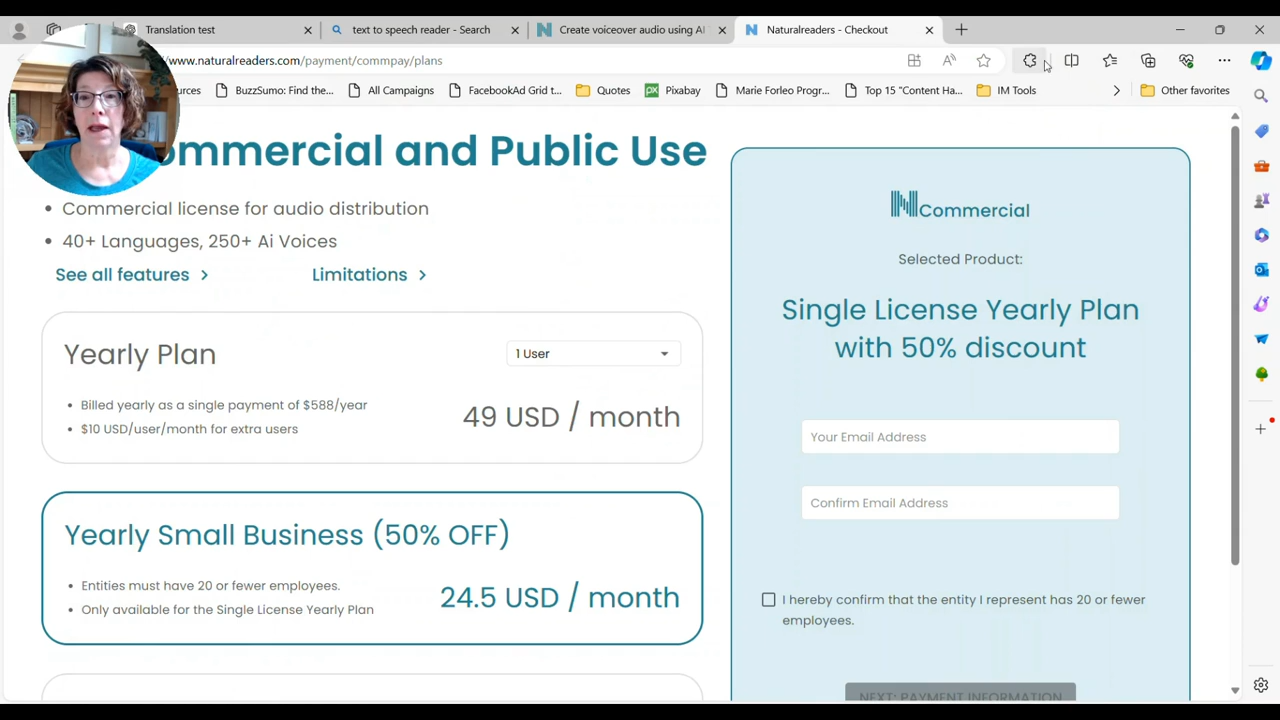 Translation test
text to speech reader - Search
Create voiceover audio using AI
Naturalreaders - Checkout
/www.naturalreaders.com/payment/commpay/plans
BuzzSumo: Find the...
All Campaigns
FacebookAd Grid t...
Quotes
Pixabay
Marie Forleo Progr...
Top 15 "Content Ha...
IM Tools
Other favorites
ommercial and Public Use
Commercial license for audio distribution
40+ Languages, 250+ Ai Voices
See all features
Limitations
Yearly Plan
1 User
Billed yearly as a single payment of $588/year
$10 USD/user/month for extra users
49 USD / month
Yearly Small Business (50% OFF)
Entities must have 20 or fewer employees.
Only available for the Single License Yearly Plan
24.5 USD / month
Commercial
Selected Product:
Single License Yearly Plan
with 50% discount
Your Email Address
Confirm Email Address
I hereby confirm that the entity I represent has 20 or fewer
employees.
NEXT: PAYMENT INFORMATION